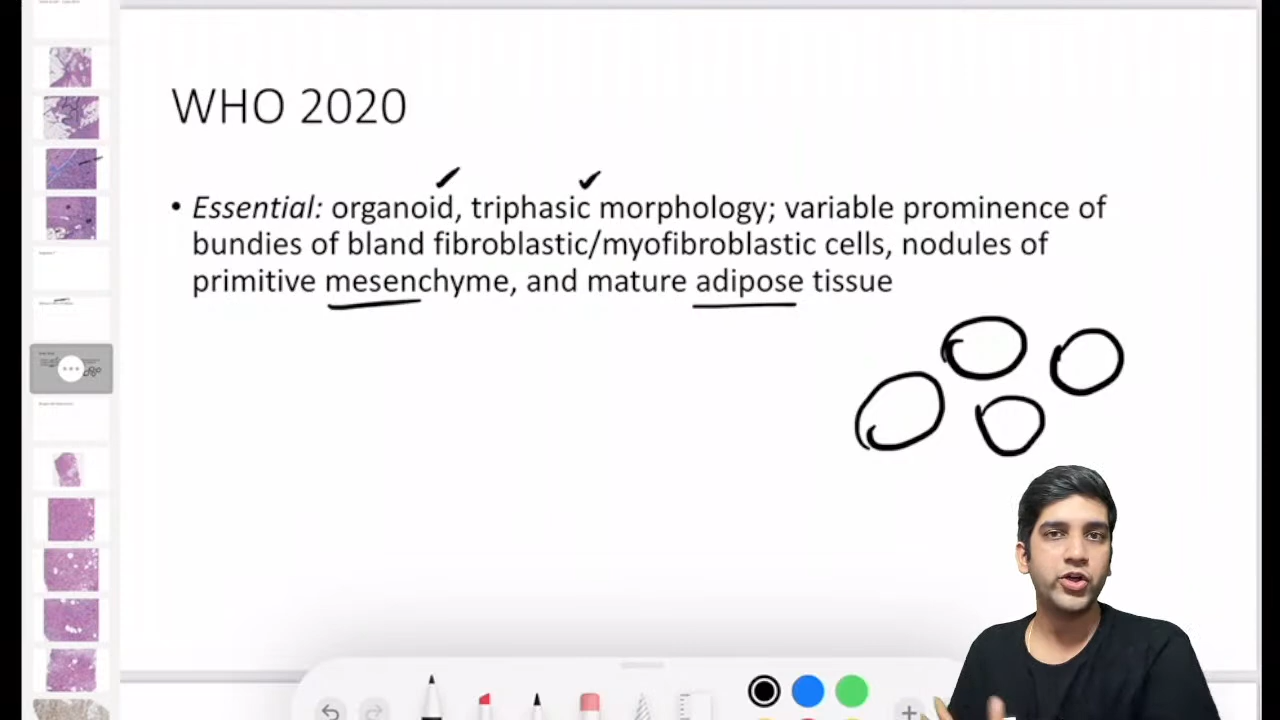 WHO 2020
• Essential: organoid, triphasic morphology; variable prominence of
bundies of bland fibroblastic/myofibroblastic cells, nodules of
primitive mesenchyme, and mature adipose tissue